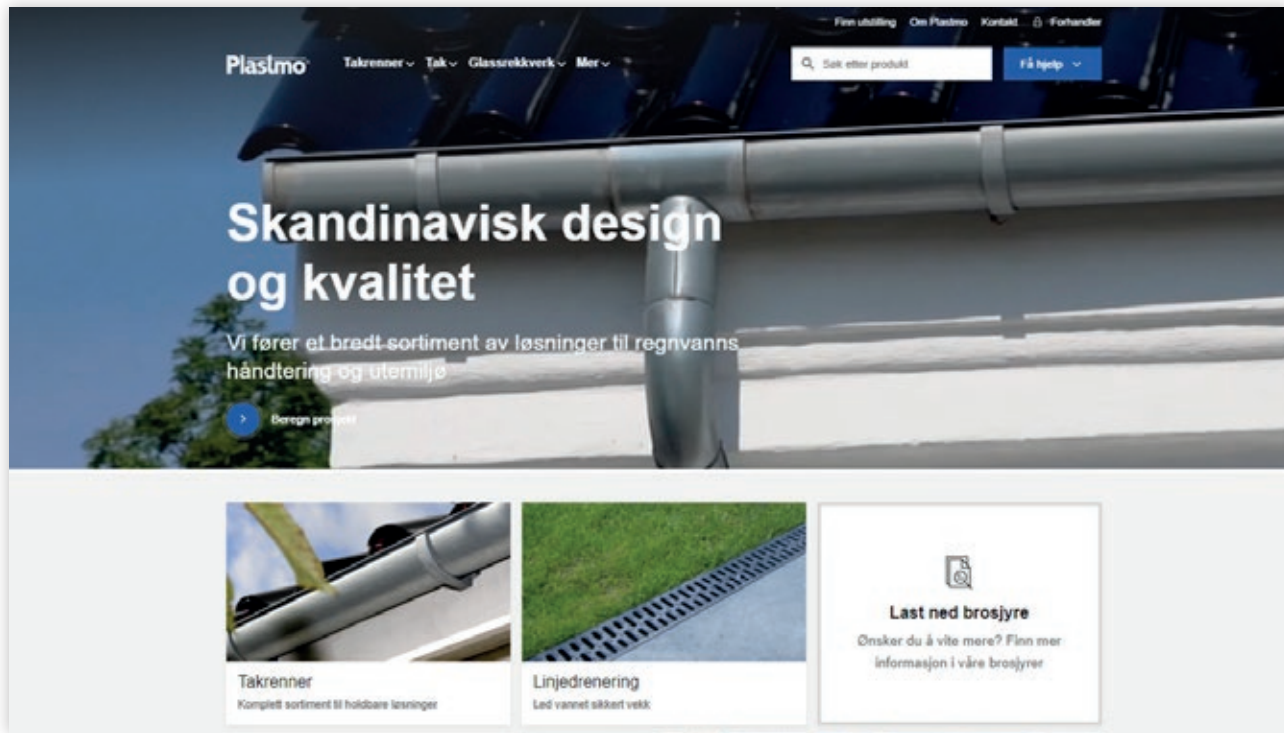 Finn utstilling Om Plastmo Kontakt Forhandler
Plastmo Takrenner Tak Glassrekkverk Mer Søk etter produkt Få hjelp
Skandinavisk design
og kvalitet
Vi fører et bredt sortiment av løsninger til regnvanns
håndtering og utemiljø
Beregn prosjekt
Takrenner
Komplett sortiment til holdbare løsninger
Linjedrenering
Led vannet sikkert vekk
Last ned brosjyre
Ønsker du å vite mere? Finn mer
informasjon i våre brosjyrer